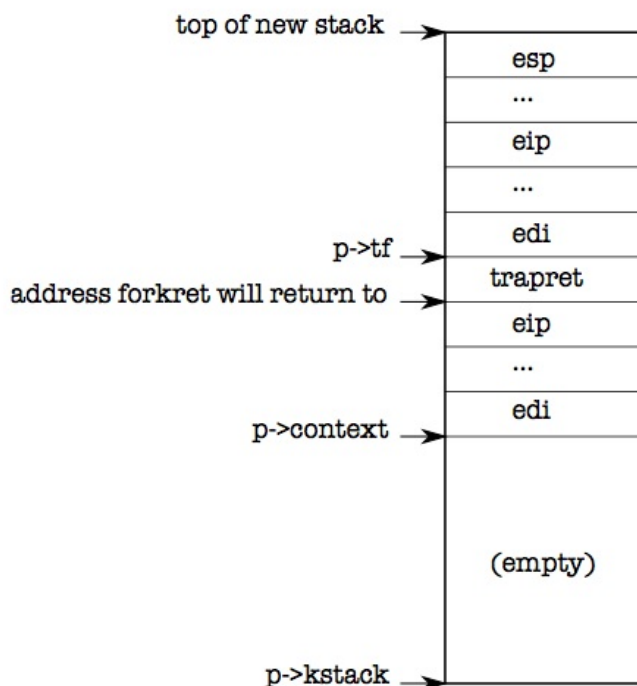 top of new stack
esp
...
eip
...
edi
p->tf
trapret
address forkret will return to
eip
...
edi
p->context
(empty)
p->kstack